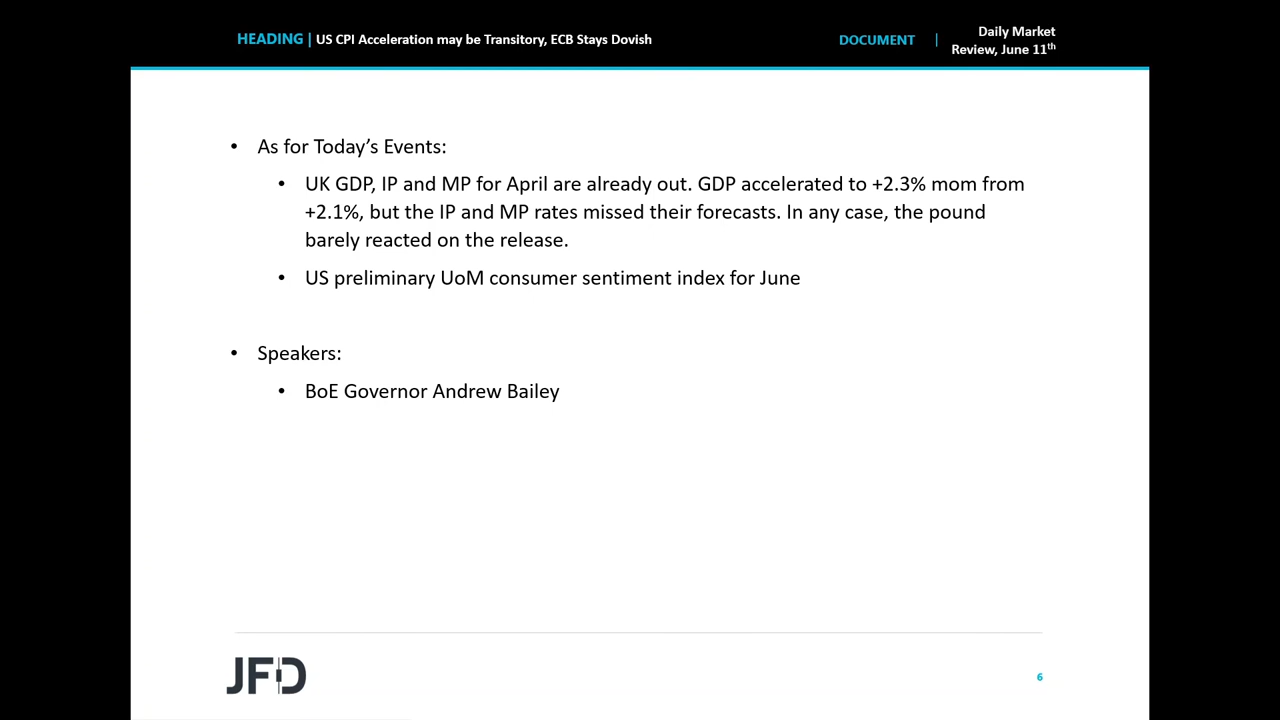 HEADING | US CPI Acceleration may be Transitory, ECB Stays Dovish
DOCUMENT | Daily Market
Review, June 11th
• As for Today's Events:
• UK GDP, IP and MP for April are already out. GDP accelerated to +2.3% mom from
+2.1%, but the IP and MP rates missed their forecasts. In any case, the pound
barely reacted on the release.
• US preliminary UoM consumer sentiment index for June
• Speakers:
• BoE Governor Andrew Bailey
JFD
6